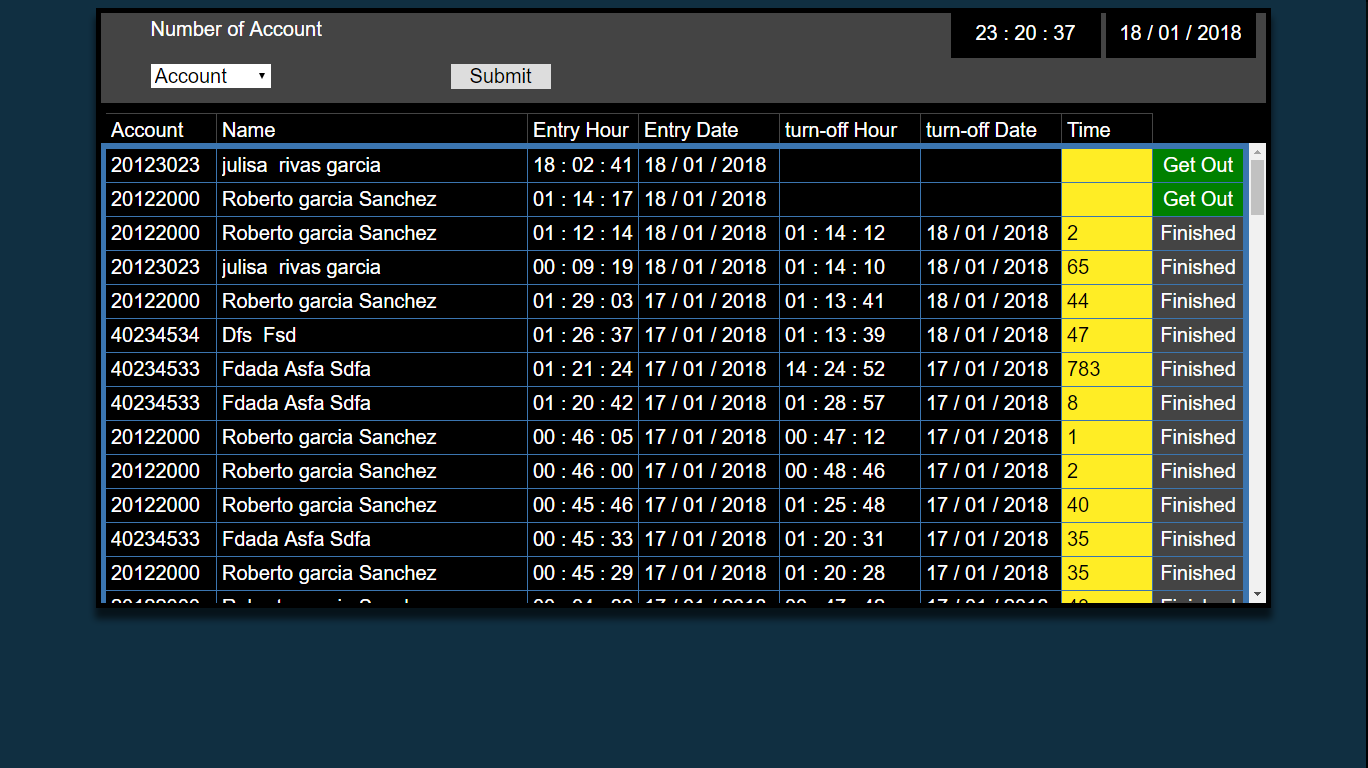 Number of Account 23 : 20 : 37 18 / 01 / 2018
Account Submit
Account Name Entry Hour Entry Date turn-off Hour turn-off Date Time
20123023 julisa  rivas garcia 18 : 02 : 41 18 / 01 / 2018 Get Out
20122000 Roberto garcia Sanchez 01 : 14 : 17 18 / 01 / 2018 Get Out
20122000 Roberto garcia Sanchez 01 : 12 : 14 18 / 01 / 2018 01 : 14 : 12 18 / 01 / 2018 2 Finished
20123023 julisa  rivas garcia 00 : 09 : 19 18 / 01 / 2018 01 : 14 : 10 18 / 01 / 2018 65 Finished
20122000 Roberto garcia Sanchez 01 : 29 : 03 17 / 01 / 2018 01 : 13 : 41 18 / 01 / 2018 44 Finished
40234534 Dfs  Fsd 01 : 26 : 37 17 / 01 / 2018 01 : 13 : 39 18 / 01 / 2018 47 Finished
40234533 Fdada Asfa Sdfa 01 : 21 : 24 17 / 01 / 2018 14 : 24 : 52 17 / 01 / 2018 783 Finished
40234533 Fdada Asfa Sdfa 01 : 20 : 42 17 / 01 / 2018 01 : 28 : 57 17 / 01 / 2018 8 Finished
20122000 Roberto garcia Sanchez 00 : 46 : 05 17 / 01 / 2018 00 : 47 : 12 17 / 01 / 2018 1 Finished
20122000 Roberto garcia Sanchez 00 : 46 : 00 17 / 01 / 2018 00 : 48 : 46 17 / 01 / 2018 2 Finished
20122000 Roberto garcia Sanchez 00 : 45 : 46 17 / 01 / 2018 01 : 25 : 48 17 / 01 / 2018 40 Finished
40234533 Fdada Asfa Sdfa 00 : 45 : 33 17 / 01 / 2018 01 : 20 : 31 17 / 01 / 2018 35 Finished
20122000 Roberto garcia Sanchez 00 : 45 : 29 17 / 01 / 2018 01 : 20 : 28 17 / 01 / 2018 35 Finished